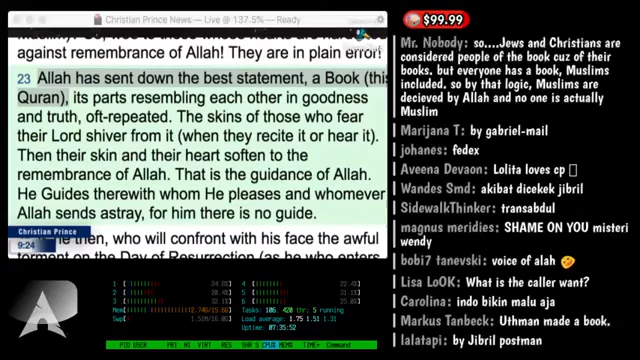 Christian Prince News — Live @ 137.5% —Ready
against remembrance of Allah! They are in plain error!
23 Allah has sent down the best statement, a Book (this
Quran), its parts resembling each other in goodness
and truth, oft-repeated. The skins of those who fear
their Lord shiver from it (when they recite it or hear it).
Then their skin and their heart soften to the
remembrance of Allah. That is the guidance of Allah.
He Guides therewith whom He pleases and whomever
Allah sends astray, for him there is no guide.
Christian Prince
9:24
then, who will confront with his face the awful
torment on the Day of Resurrection (as he who enters
1
2
3
Mem
Swp
4
5
6
Tasks: 106, 420 thr; 5 running
Load average: 1.75 1.51 1.31
Uptime: 07:35:52
PID USER PRI NI VIRT RES SHR S CPU% MEM% TIME+ Command
$99.99
Mr. Nobody: so....Jews and Christians are
considered people of the book cuz of their
books. but everyone has a book, Muslims
included. so by that logic, Muslims are
decieved by Allah and no one is actually
Muslim
Marijana T: by gabriel-mail
johanes: fedex
Aveena Devaon: Lolita loves cp
Wandes Smd: akibat dicekek jibril
SidewalkThinker: transabdul
magnus meridies: SHAME ON YOU misteri
wendy
bobi7 tanevski: voice of alah
Lisa LoOK: What is the caller want?
Carolina: indo bikin malu aja
Markus Tanbeck: Uthman made a book.
lalatapi: by Jibril postman